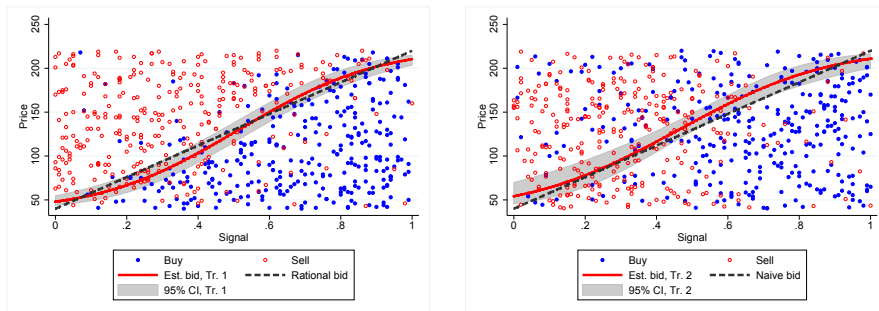 250
200
150
100
50
Price
0 .2 .4 .6 .8 1
Signal
Buy Sell
Est. bid, Tr. 1 Rational bid
95% CI, Tr. 1
250
200
150
100
50
Price
0 .2 .4 .6 .8 1
Signal
Buy Sell
Est. bid, Tr. 2 Naive bid
95% CI, Tr. 2